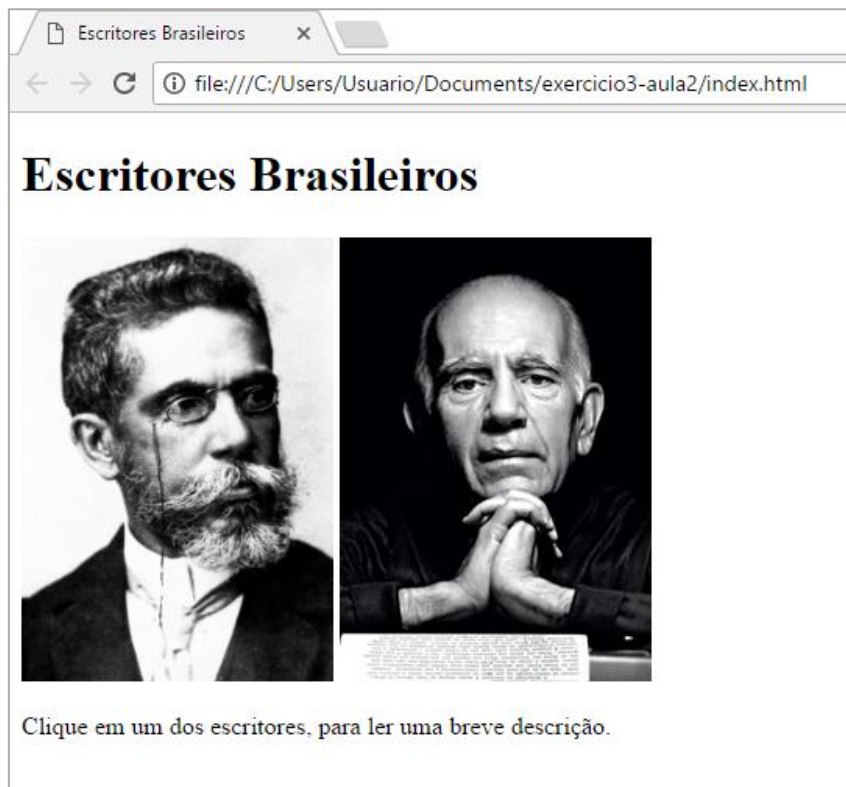 Escritores Brasileiros
file:///C:/Users/Usuario/Documents/exercicio3-aula2/index.html
Escritores Brasileiros
Clique em um dos escritores, para ler uma breve descrição.